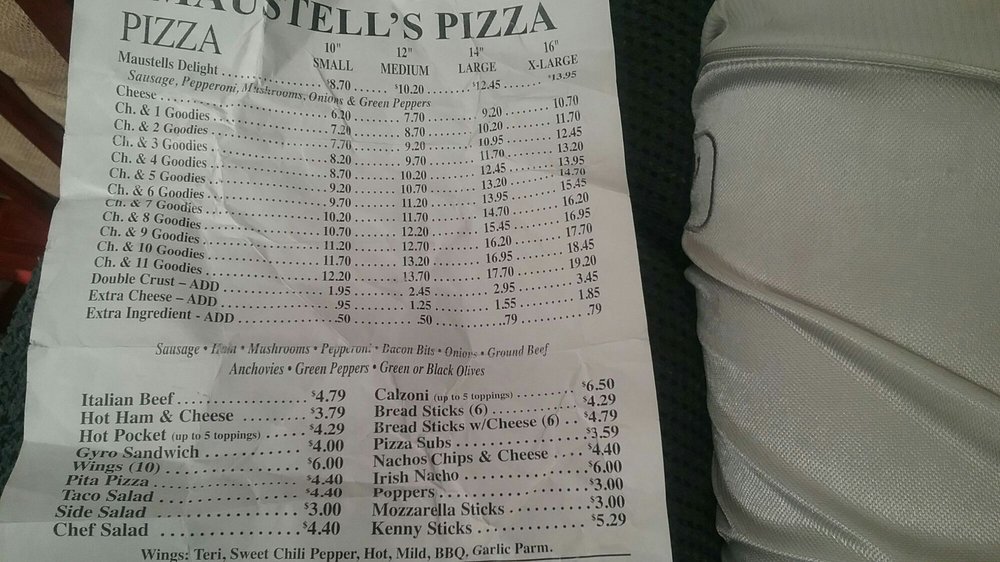 MAUSTELL'S PIZZA
PIZZA
10" 12" 14" 16"
SMALL MEDIUM LARGE X-LARGE
Maustells Delight $8.70 $10.20 $12.45 $13.95
Sausage, Pepperoni, Mushrooms, Onions & Green Peppers
Cheese 6.20 7.70 9.20 10.70
Ch. & 1 Goodies 7.20 8.70 10.20 11.70
Ch. & 2 Goodies 7.70 9.20 10.95 12.45
Ch. & 3 Goodies 8.20 9.70 11.70 13.20
Ch. & 4 Goodies 8.70 10.20 12.45 13.95
Ch. & 5 Goodies 9.20 10.70 13.20 14.70
Ch. & 6 Goodies 9.70 11.20 13.95 15.45
Ch. & 7 Goodies 10.20 11.70 14.70 16.20
Ch. & 8 Goodies 10.70 12.20 15.45 16.95
Ch. & 9 Goodies 11.20 12.70 16.20 17.70
Ch. & 10 Goodies 11.70 13.20 16.95 18.45
Ch. & 11 Goodies 12.20 13.70 17.70 19.20
Double Crust – ADD 1.95 2.45 2.95 3.45
Extra Cheese – ADD .95 1.25 1.55 1.85
Extra Ingredient - ADD .50 .50 .79 .79
Sausage • Ham • Mushrooms • Pepperoni • Bacon Bits • Onions • Ground Beef
Anchovies • Green Peppers • Green or Black Olives
Italian Beef $4.79
Hot Ham & Cheese $3.79
Hot Pocket (up to 5 toppings) $4.29
Gyro Sandwich $4.00
Wings (10) $6.00
Pita Pizza $4.40
Taco Salad $4.40
Side Salad $3.00
Chef Salad $4.40
Calzoni (up to 5 toppings) $6.50
Bread Sticks (6) $4.29
Bread Sticks w/Cheese (6) $4.79
Pizza Subs $3.59
Nachos Chips & Cheese $4.40
Irish Nacho $6.00
Poppers $3.00
Mozzarella Sticks $3.00
Kenny Sticks $5.29
Wings: Teri, Sweet Chili Pepper, Hot, Mild, BBQ, Garlic Parm.